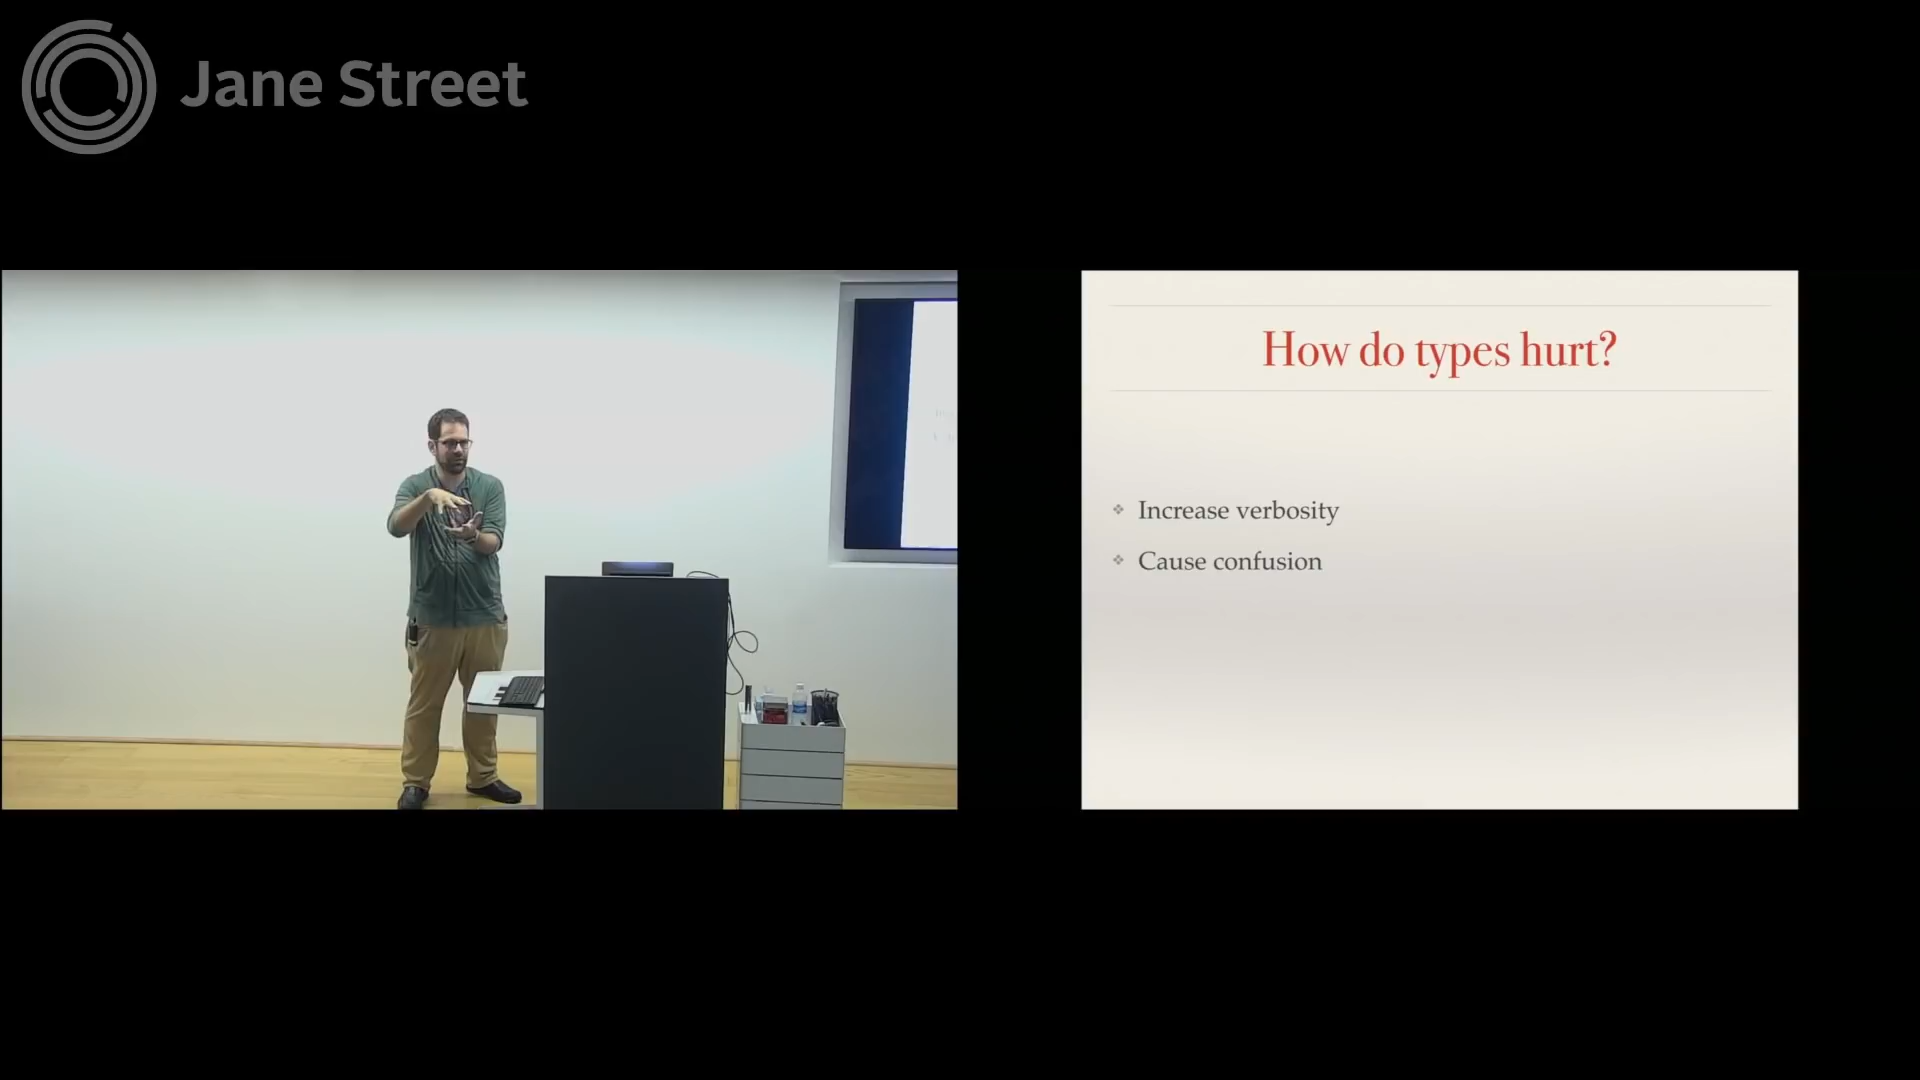 Jane Street
How do types hurt?
Increase verbosity
Cause confusion